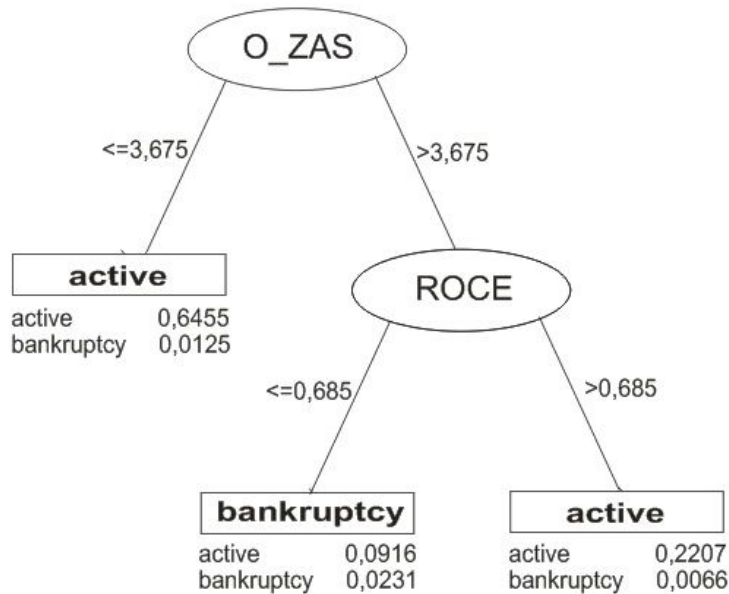 O_ZAS
<=3,675
>3,675
active
active 0,6455
bankruptcy 0,0125
ROCE
<=0,685
>0,685
bankruptcy
active 0,0916
bankruptcy 0,0231
active
active 0,2207
bankruptcy 0,0066